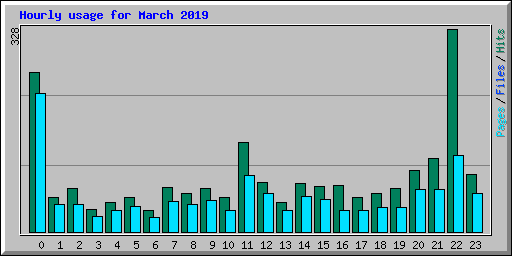 Hourly usage for March 2019
328
Pages / Files / Hits
0 1 2 3 4 5 6 7 8 9 10 11 12 13 14 15 16 17 18 19 20 21 22 23